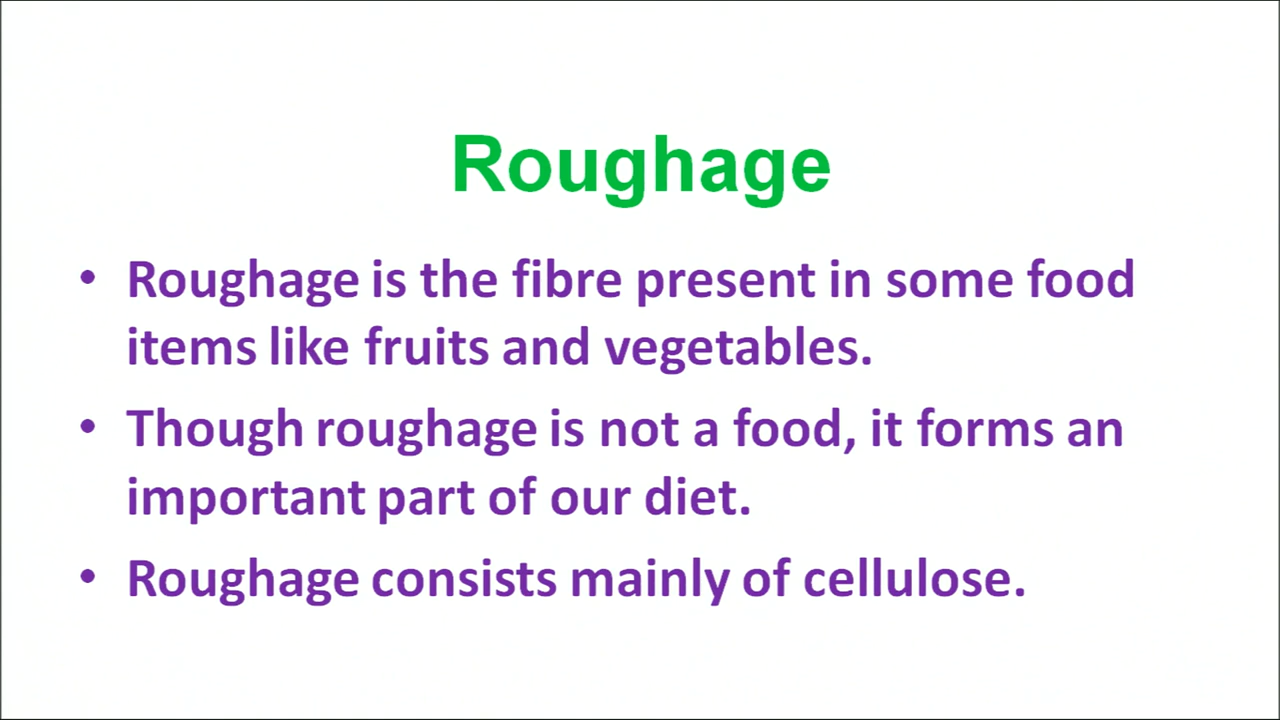 Roughage
• Roughage is the fibre present in some food
items like fruits and vegetables.
• Though roughage is not a food, it forms an
important part of our diet.
• Roughage consists mainly of cellulose.